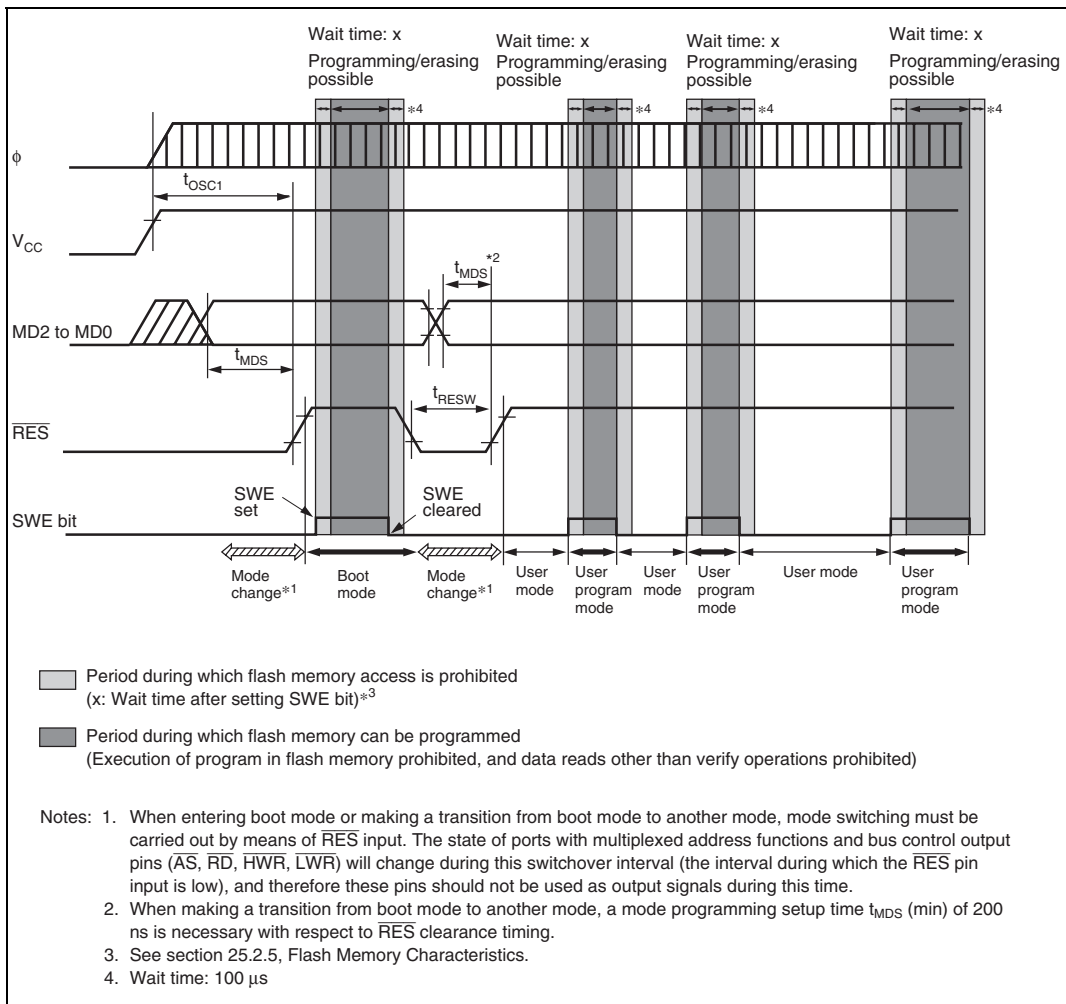 Wait time: x Wait time: x Wait time: x Wait time: x
Programming/erasing possible Programming/erasing possible Programming/erasing possible Programming/erasing possible
*4 *4 *4 *4
φ
tOSC1
VCC
tMDS*2
MD2 to MD0
tMDS
tRESW
RES
SWE set SWE cleared
SWE bit
Mode change*1 Boot mode Mode change*1 User mode User program mode User mode User program mode User mode User program mode
Period during which flash memory access is prohibited
(x: Wait time after setting SWE bit)*3
Period during which flash memory can be programmed
(Execution of program in flash memory prohibited, and data reads other than verify operations prohibited)
Notes: 1. When entering boot mode or making a transition from boot mode to another mode, mode switching must be
carried out by means of RES input. The state of ports with multiplexed address functions and bus control output
pins (AS, RD, HWR, LWR) will change during this switchover interval (the interval during which the RES pin
input is low), and therefore these pins should not be used as output signals during this time.
2. When making a transition from boot mode to another mode, a mode programming setup time tMDS (min) of 200
ns is necessary with respect to RES clearance timing.
3. See section 25.2.5, Flash Memory Characteristics.
4. Wait time: 100 μs